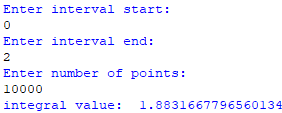 Enter interval start:
0
Enter interval end:
2
Enter number of points:
10000
integral value:  1.8831667796560134